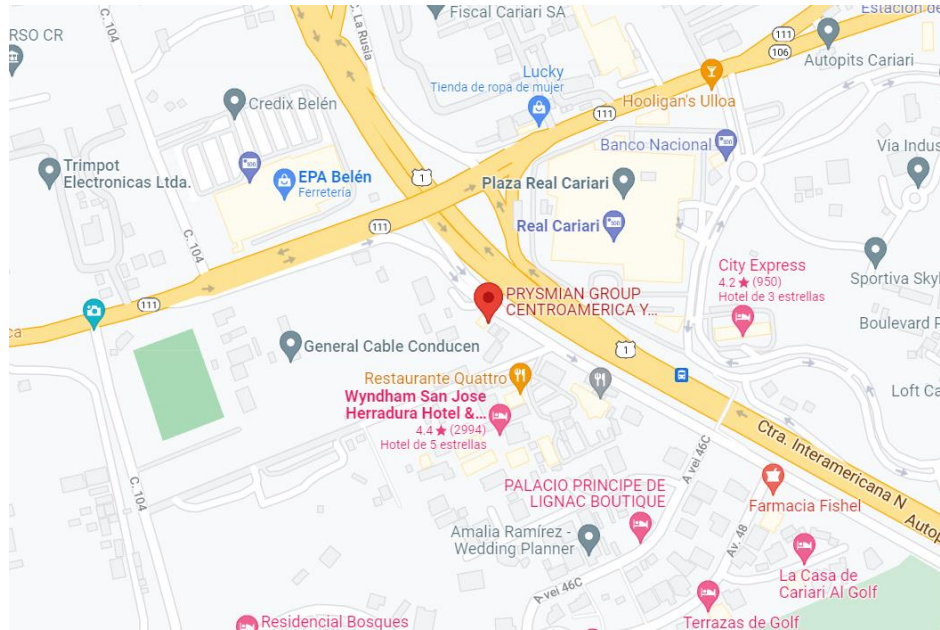 Fiscal Cariari SA
Estación de
RSO CR
C. 104
C. La Rusia
111
106
Autopits Cariari
Lucky
Tienda de ropa de mujer
Hooligan's Ulloa
Credix Belén
111
Banco Nacional
Via Indus
Trimpot
Electronicas Ltda.
EPA Belén
Ferretería
1
Plaza Real Cariari
C. 104
111
Real Cariari
City Express
4.2 ★ (950)
Hotel de 3 estrellas
Sportiva Skyl
PRYSMIAN GROUP
CENTROAMERICA Y...
111
ca
Boulevard P
General Cable Conducen
1
Restaurante Quattro
Wyndham San Jose
Herradura Hotel &...
4.4 ★ (2994)
Hotel de 5 estrellas
Loft Ca
Ctra. Interamericana N
Autop
A vei 46C
C. 104
PALACIO PRINCIPE DE
LIGNAC BOUTIQUE
Farmacia Fishel
Amalia Ramírez -
Wedding Planner
Av. 48
La Casa de
Cariari Al Golf
A vei 46C
Residencial Bosques
Terrazas de Golf